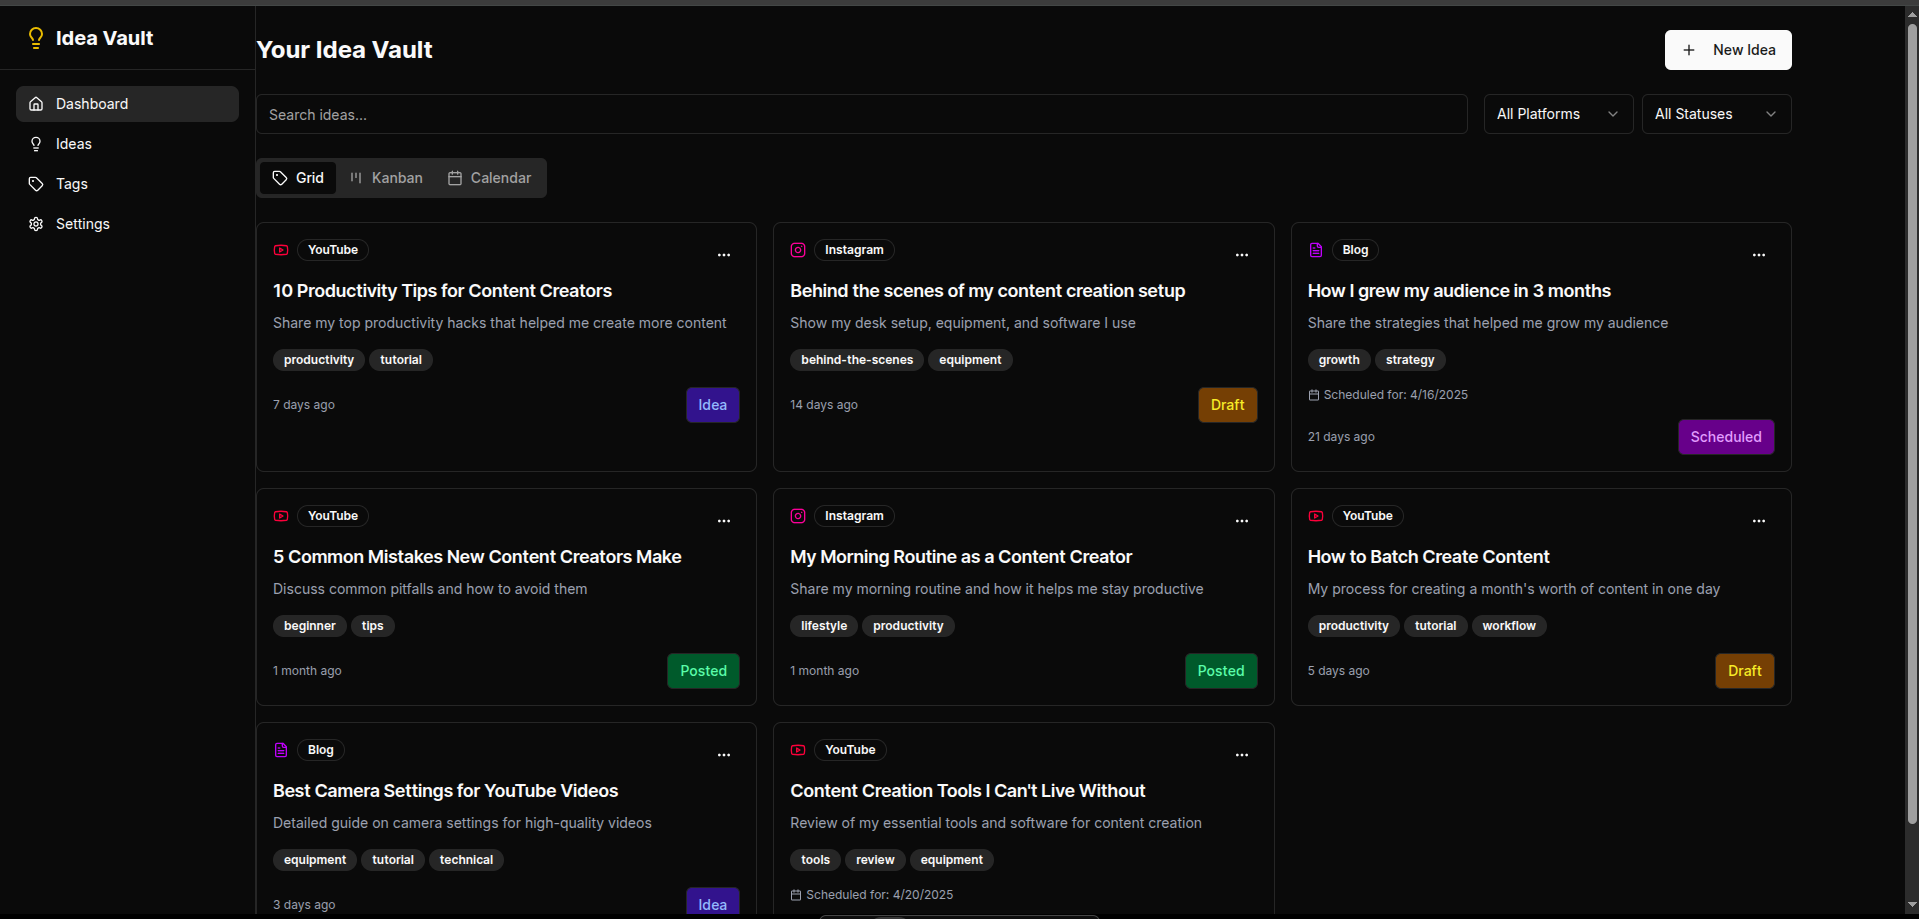 Idea Vault
Dashboard
Ideas
Tags
Settings
Your Idea Vault
New Idea
Search ideas...
All Platforms
All Statuses
Grid
Kanban
Calendar
YouTube
10 Productivity Tips for Content Creators
Share my top productivity hacks that helped me create more content
productivity tutorial
7 days ago
Idea
Instagram
Behind the scenes of my content creation setup
Show my desk setup, equipment, and software I use
behind-the-scenes equipment
14 days ago
Draft
Blog
How I grew my audience in 3 months
Share the strategies that helped me grow my audience
growth strategy
Scheduled for: 4/16/2025
21 days ago
Scheduled
YouTube
5 Common Mistakes New Content Creators Make
Discuss common pitfalls and how to avoid them
beginner tips
1 month ago
Posted
Instagram
My Morning Routine as a Content Creator
Share my morning routine and how it helps me stay productive
lifestyle productivity
1 month ago
Posted
YouTube
How to Batch Create Content
My process for creating a month's worth of content in one day
productivity tutorial workflow
5 days ago
Draft
Blog
Best Camera Settings for YouTube Videos
Detailed guide on camera settings for high-quality videos
equipment tutorial technical
3 days ago
Idea
YouTube
Content Creation Tools I Can't Live Without
Review of my essential tools and software for content creation
tools review equipment
Scheduled for: 4/20/2025